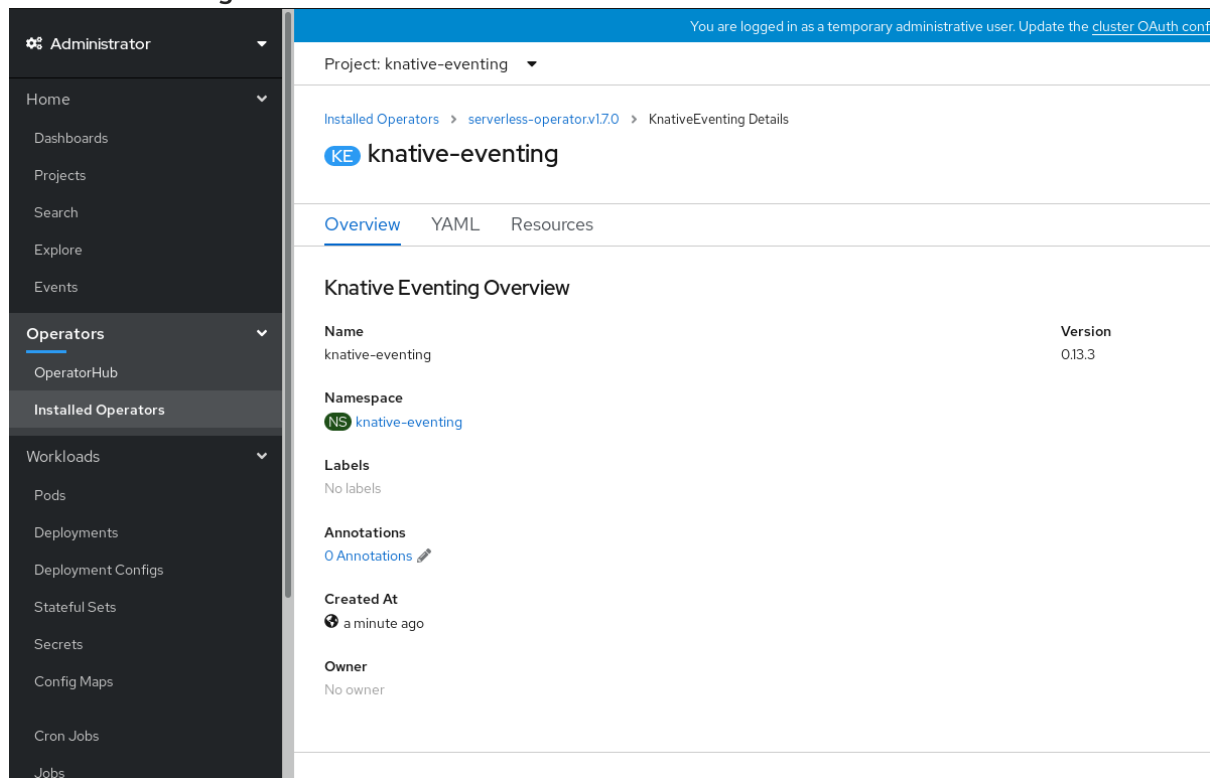 You are logged in as a temporary administrative user. Update the cluster OAuth conf
Administrator
Project: knative-eventing
Home
Dashboards
Projects
Search
Explore
Events
Operators
OperatorHub
Installed Operators
Workloads
Pods
Deployments
Deployment Configs
Stateful Sets
Secrets
Config Maps
Cron Jobs
Jobs
Installed Operators > serverless-operator.v1.7.0 > KnativeEventing Details
KE knative-eventing
Overview YAML Resources
Knative Eventing Overview
Name
knative-eventing
Version
0.13.3
Namespace
NS knative-eventing
Labels
No labels
Annotations
0 Annotations
Created At
a minute ago
Owner
No owner